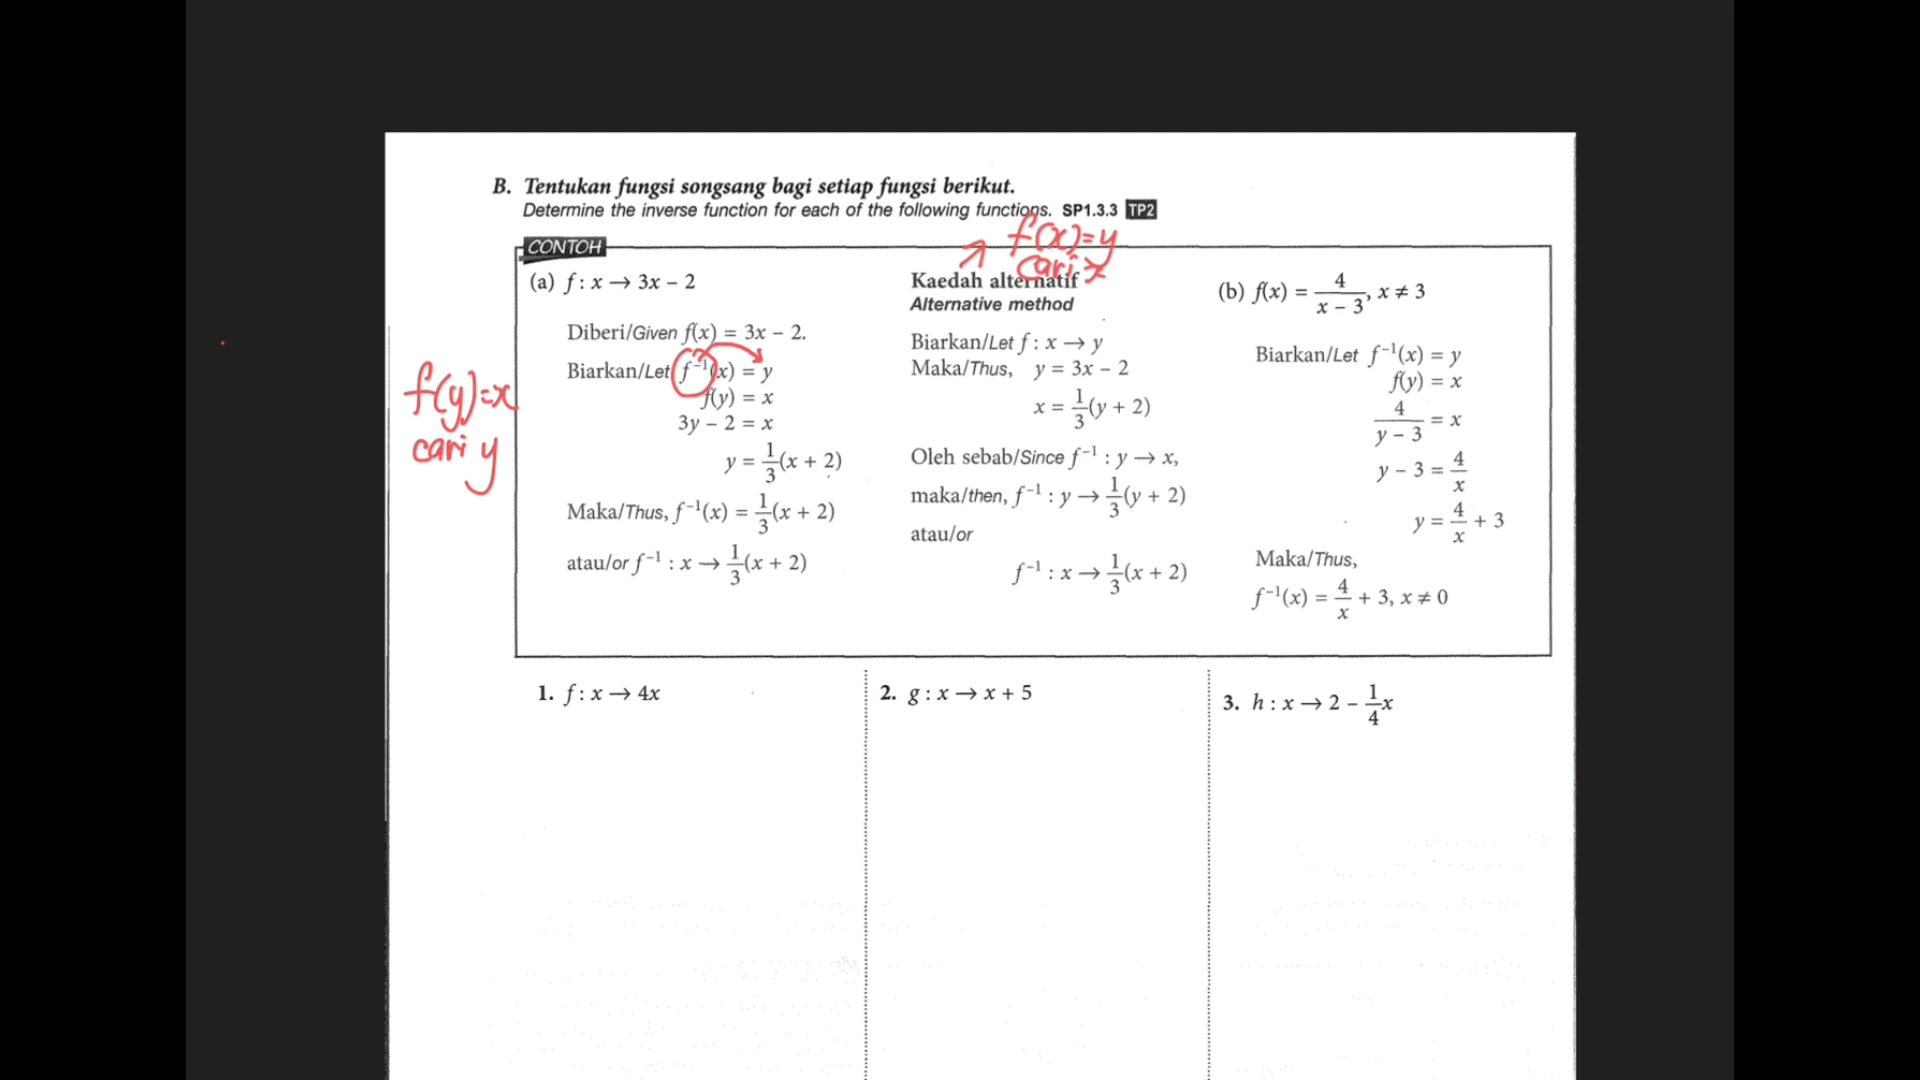 B. Tentukan fungsi songsang bagi setiap fungsi berikut.
Determine the inverse function for each of the following functions. SP1.3.3 TP2
CONTOH
(a) f : x → 3x – 2
Diberi/Given f(x) = 3x – 2.
Biarkan/Let f⁻¹(x) = y
f(y) = x
3y – 2 = x
y = 1/3(x + 2)
Maka/Thus, f⁻¹(x) = 1/3(x + 2)
atau/or f⁻¹ : x → 1/3(x + 2)
f(y)=x
cari y
f(x)=y
cari x
Kaedah alternatif
Alternative method
Biarkan/Let f : x → y
Maka/Thus, y = 3x – 2
x = 1/3(y + 2)
Oleh sebab/Since f⁻¹ : y → x,
maka/then, f⁻¹ : y → 1/3(y + 2)
atau/or
f⁻¹ : x → 1/3(x + 2)
(b) f(x) = 4/(x – 3), x ≠ 3
Biarkan/Let f⁻¹(x) = y
f(y) = x
4/(y – 3) = x
y – 3 = 4/x
y = 4/x + 3
Maka/Thus,
f⁻¹(x) = 4/x + 3, x ≠ 0
1. f : x → 4x
2. g : x → x + 5
3. h : x → 2 – 1/4x